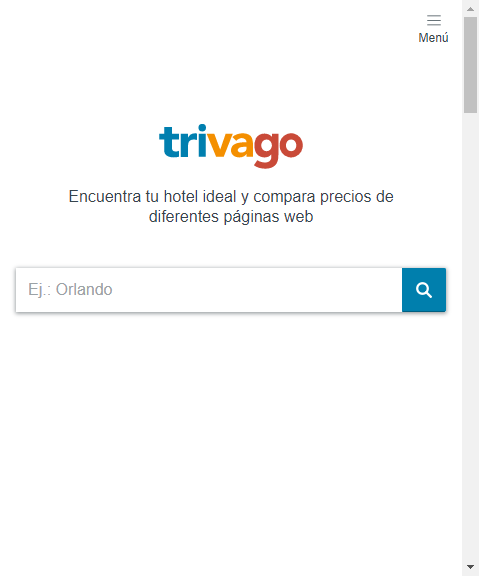 Menú
trivago
Encuentra tu hotel ideal y compara precios de
diferentes páginas web
Ej.: Orlando